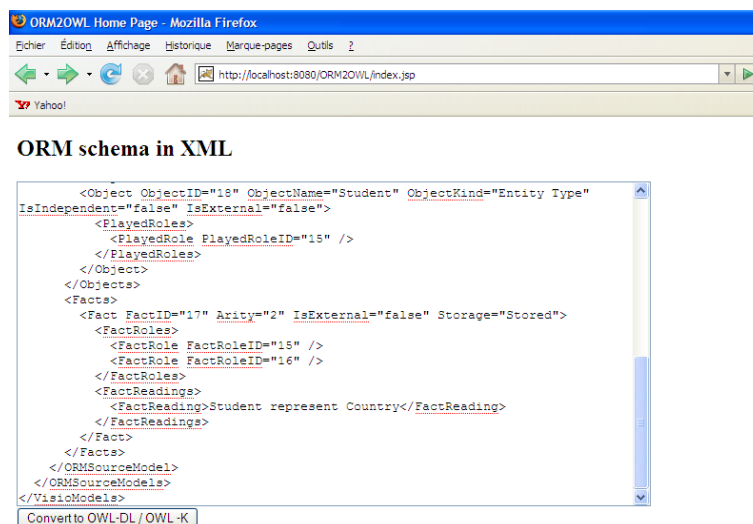 ORM2OWL Home Page - Mozilla Firefox
Fichier Édition Affichage Historique Marque-pages Outils ?
http://localhost:8080/ORM2OWL/index.jsp
Yahoo!
ORM schema in XML
<Object ObjectID="18" ObjectName="Student" ObjectKind="Entity Type"
IsIndependent="false" IsExternal="false">
<PlayedRoles>
<PlayedRole PlayedRoleID="15" />
</PlayedRoles>
</Object>
</Objects>
<Facts>
<Fact FactID="17" Arity="2" IsExternal="false" Storage="Stored">
<FactRoles>
<FactRole FactRoleID="15" />
<FactRole FactRoleID="16" />
</FactRoles>
<FactReadings>
<FactReading>Student represent Country</FactReading>
</FactReadings>
</Fact>
</Facts>
</ORMSourceModel>
</ORMSourceModels>
</VisioModels>
Convert to OWL-DL / OWL -K